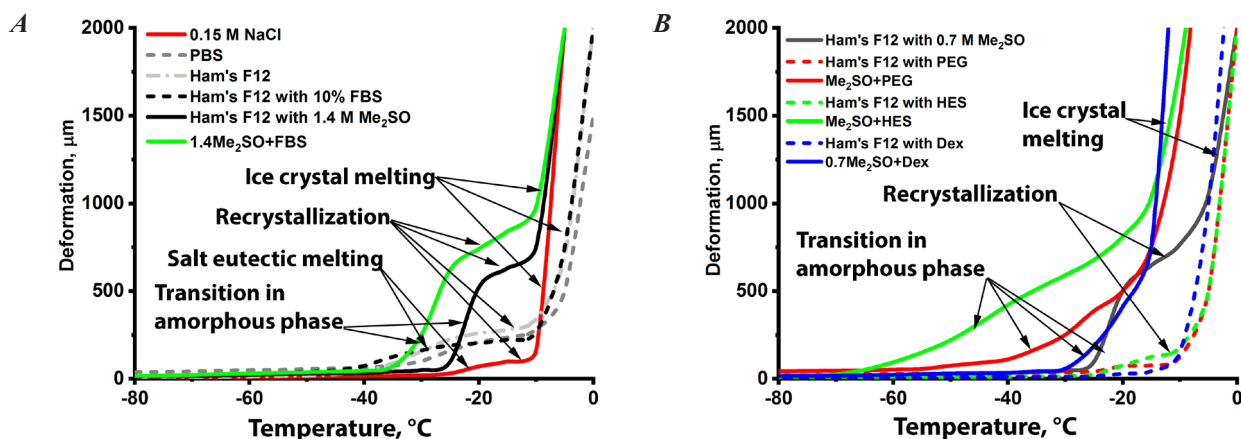 A
2000
1500
1000
500
0
Deformation, µm
0.15 M NaCl
PBS
Ham's F12
Ham's F12 with 10% FBS
Ham's F12 with 1.4 M Me₂SO
1.4Me₂SO+FBS
Ice crystal melting
Recrystallization
Salt eutectic melting
Transition in
amorphous phase
-80
-60
-40
-20
0
Temperature, °C
B
2000
1500
1000
500
0
Deformation, µm
Ham's F12 with 0.7 M Me₂SO
Ham's F12 with PEG
Me₂SO+PEG
Ham's F12 with HES
Me₂SO+HES
Ham's F12 with Dex
0.7Me₂SO+Dex
Ice crystal
melting
Recrystallization
Transition in
amorphous phase
-80
-60
-40
-20
0
Temperature, °C